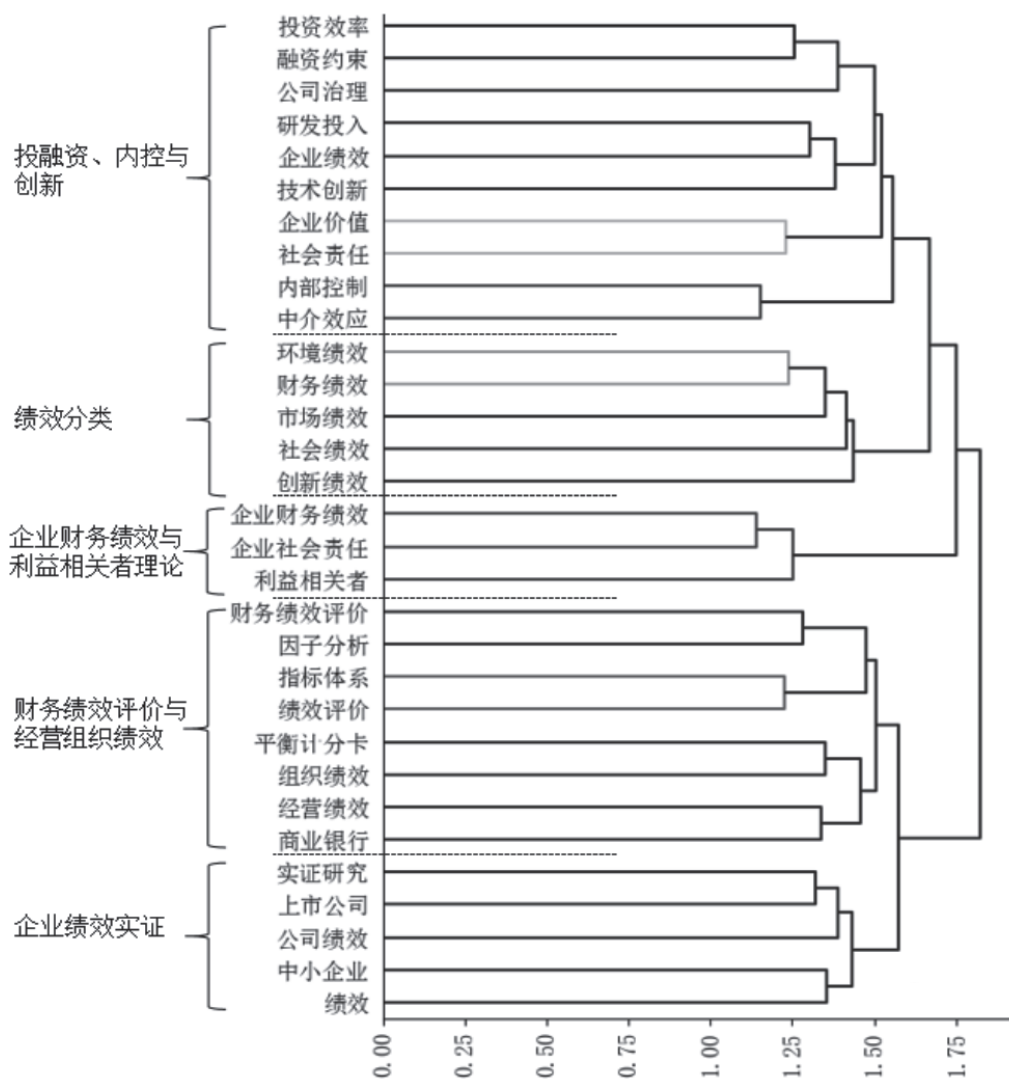 投资效率
融资约束
公司治理
研发投入
企业绩效
技术创新
企业价值
社会责任
内部控制
中介效应
投融资、内控与
创新
环境绩效
财务绩效
市场绩效
社会绩效
创新绩效
绩效分类
企业财务绩效
企业社会责任
利益相关者
企业财务绩效与
利益相关者理论
财务绩效评价
因子分析
指标体系
绩效评价
平衡计分卡
组织绩效
经营绩效
商业银行
财务绩效评价与
经营组织绩效
实证研究
上市公司
公司绩效
中小企业
绩效
企业绩效实证
0.00
0.25
0.50
0.75
1.00
1.25
1.50
1.75